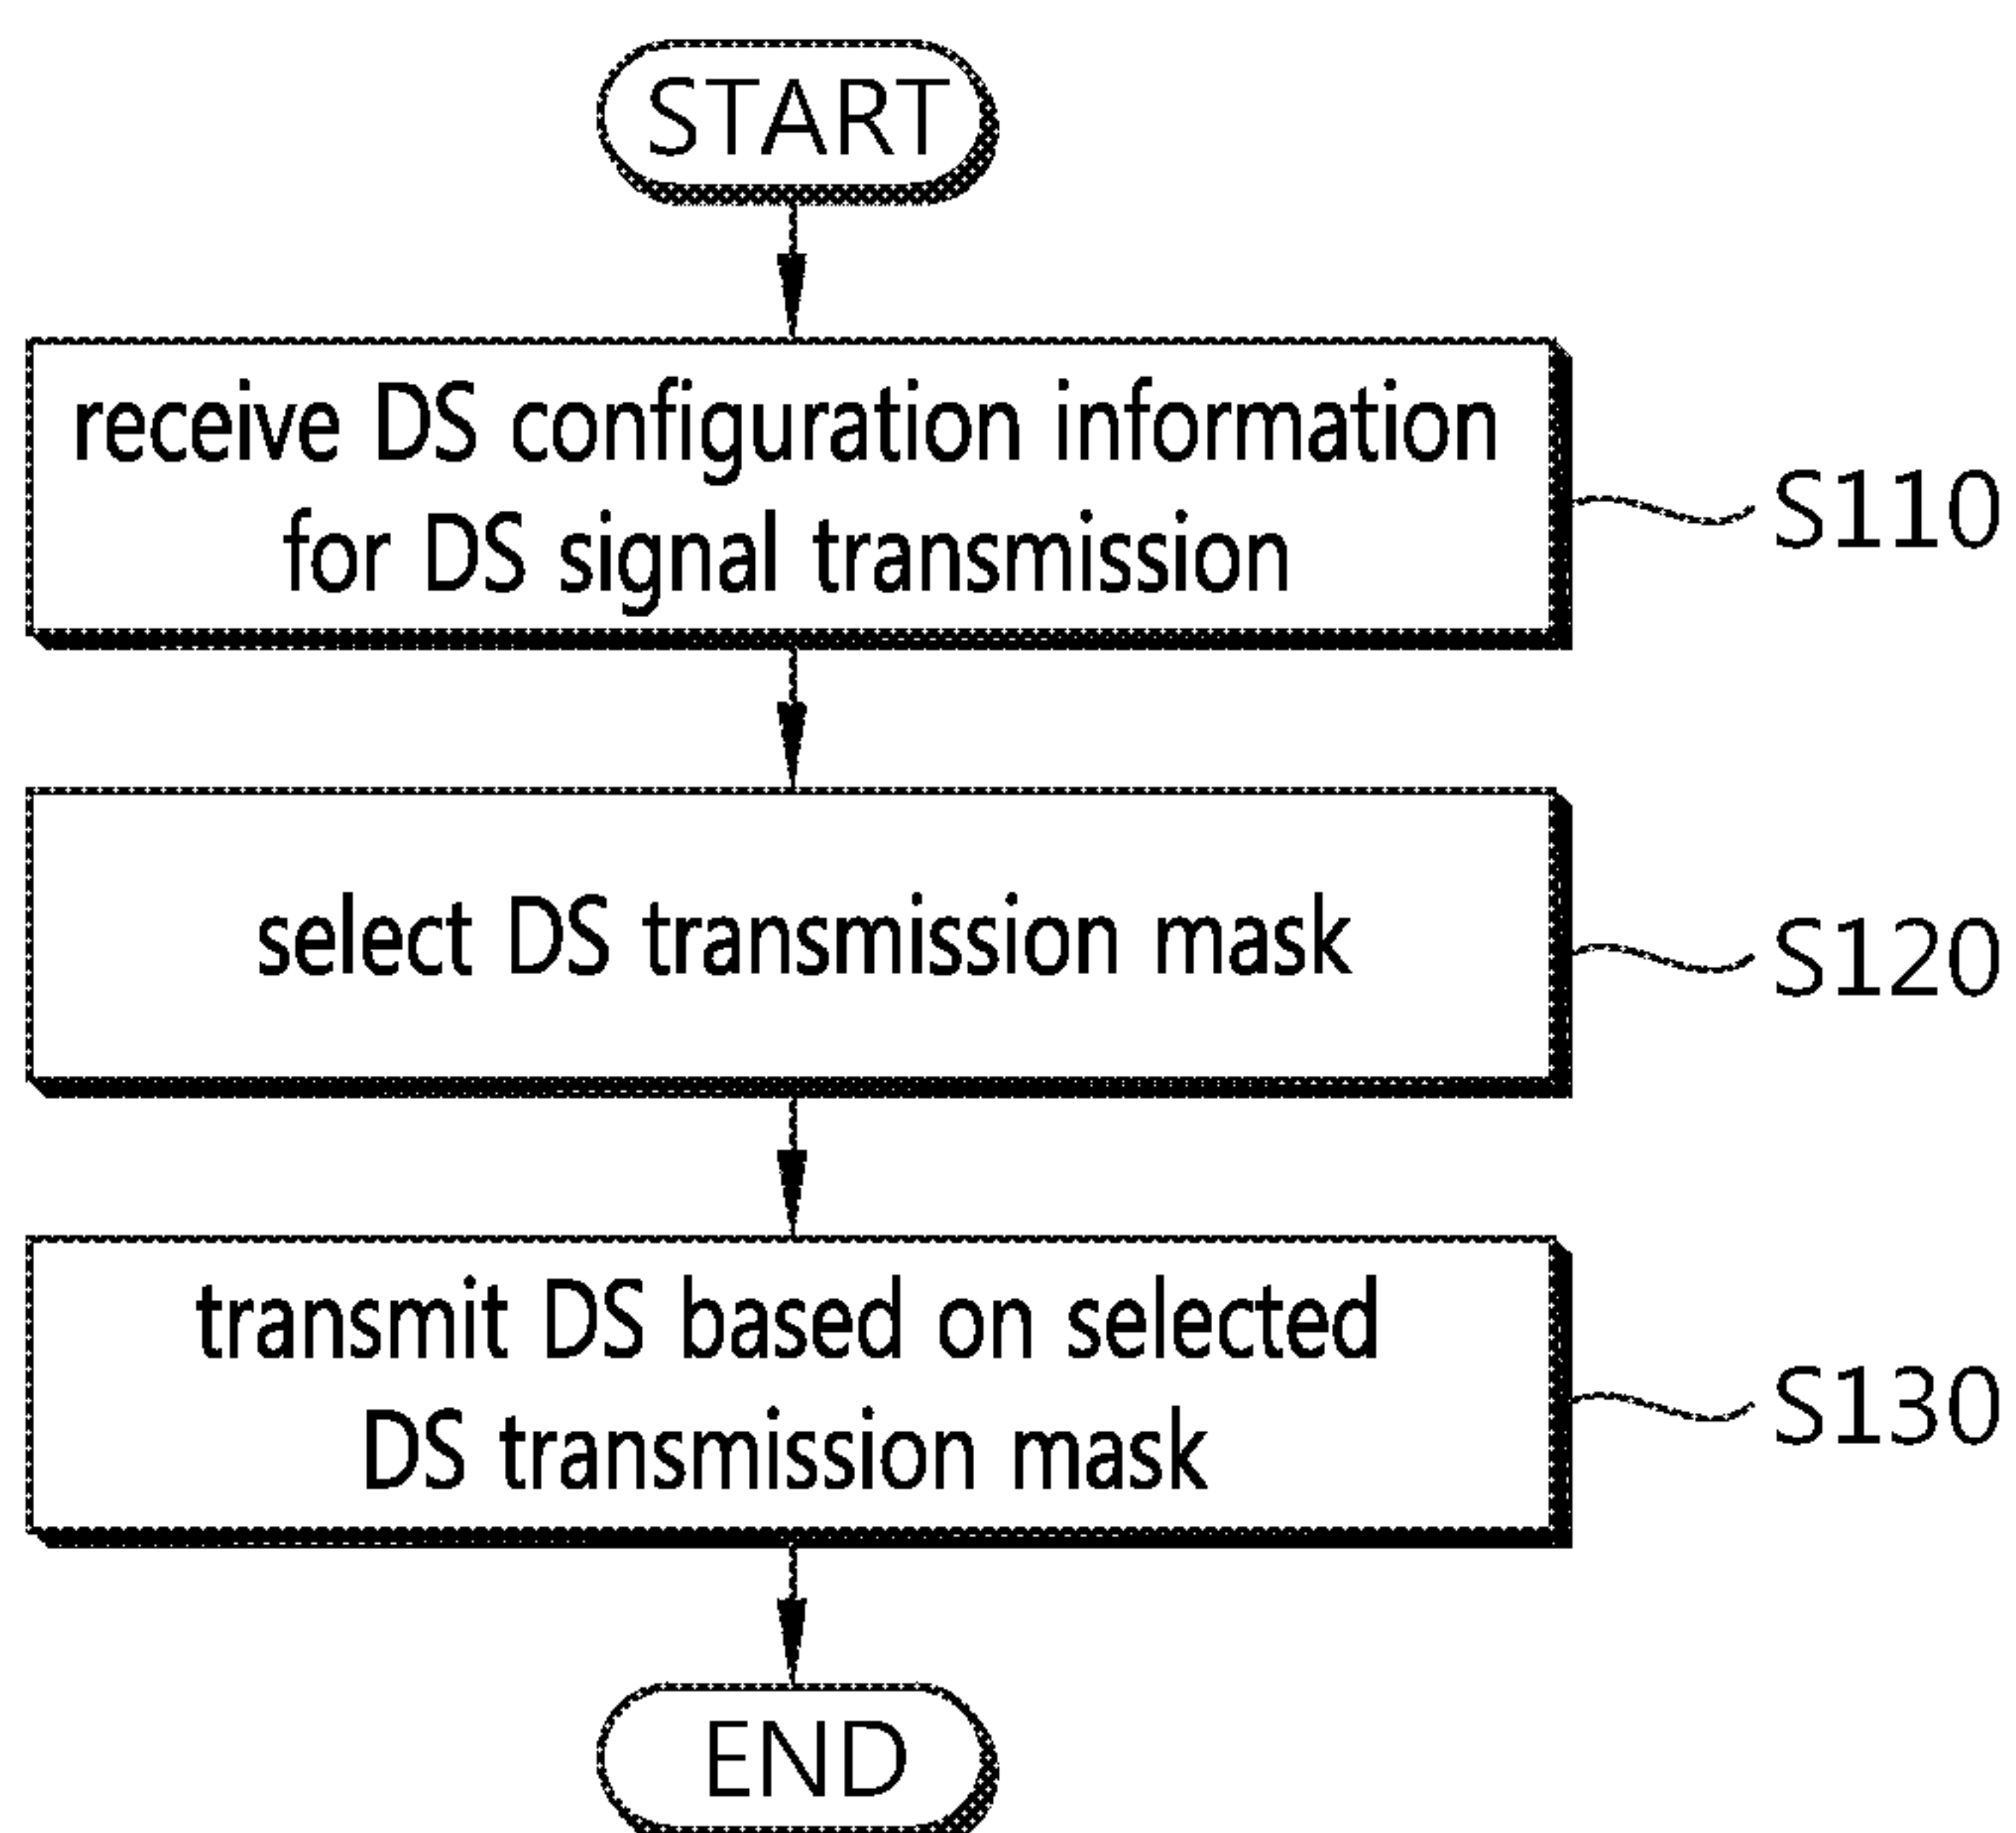 START
receive DS configuration information
for DS signal transmission
S110
select DS transmission mask
S120
transmit DS based on selected
DS transmission mask
S130
END